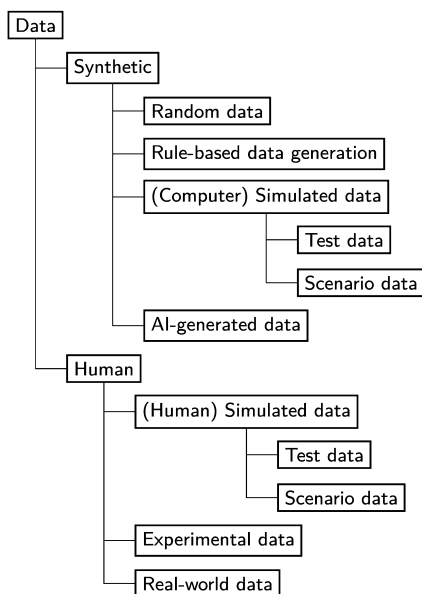 Data
Synthetic
Random data
Rule-based data generation
(Computer) Simulated data
Test data
Scenario data
AI-generated data
Human
(Human) Simulated data
Test data
Scenario data
Experimental data
Real-world data